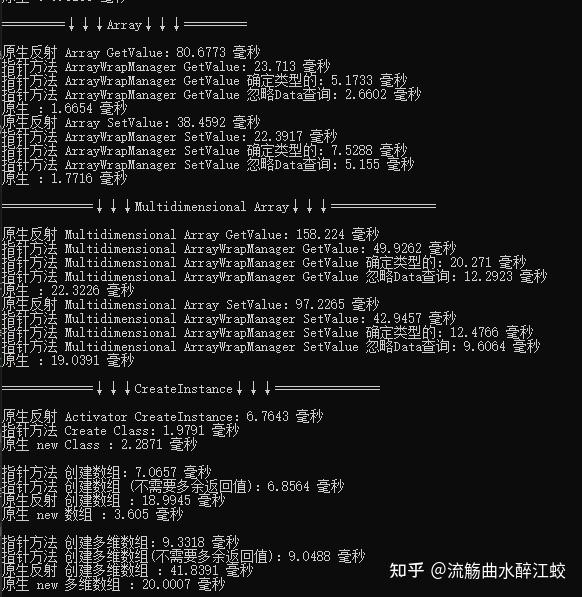 ═════════↓↓↓Array↓↓↓═════════
原生反射 Array GetValue: 80.6773 毫秒
指针方法 ArrayWrapManager GetValue: 23.713 毫秒
指针方法 ArrayWrapManager GetValue 确定类型的: 5.1733 毫秒
指针方法 ArrayWrapManager GetValue 忽略Data查询: 2.6602 毫秒
原生 : 1.6654 毫秒
原生反射 Array SetValue: 38.4592 毫秒
指针方法 ArrayWrapManager SetValue: 22.3917 毫秒
指针方法 ArrayWrapManager SetValue 确定类型的: 7.5288 毫秒
指针方法 ArrayWrapManager SetValue 忽略Data查询: 5.155 毫秒
原生 : 1.7716 毫秒
═════════════↓↓↓Multidimensional Array↓↓↓═══════════════
原生反射 Multidimensional Array GetValue: 158.224 毫秒
指针方法 Multidimensional ArrayWrapManager GetValue: 49.9262 毫秒
指针方法 Multidimensional ArrayWrapManager GetValue 确定类型的: 20.271 毫秒
指针方法 Multidimensional ArrayWrapManager GetValue 忽略Data查询: 12.2923 毫秒
原生 : 22.3226 毫秒
原生反射 Multidimensional Array SetValue: 97.2265 毫秒
指针方法 Multidimensional ArrayWrapManager SetValue: 42.9457 毫秒
指针方法 Multidimensional ArrayWrapManager SetValue 确定类型的: 12.4766 毫秒
指针方法 Multidimensional ArrayWrapManager SetValue 忽略Data查询: 9.6064 毫秒
原生 : 19.0391 毫秒
═════════════↓↓↓CreateInstance↓↓↓═══════════════
原生反射 Activator CreateInstance: 6.7643 毫秒
指针方法 Create Class: 1.9791 毫秒
原生 new Class : 2.2871 毫秒
指针方法 创建数组: 7.0657 毫秒
指针方法 创建数组 (不需要多余返回值): 6.8564 毫秒
原生反射 创建数组 : 18.9945 毫秒
原生 new 数组 : 3.605 毫秒
指针方法 创建多维数组: 9.3318 毫秒
指针方法 创建多维数组(不需要多余返回值): 9.0488 毫秒
原生反射 创建多维数组 : 41.8391 毫秒
原生 new 多维数组 : 20.0007 毫秒
知乎 @流觞曲水醉江蛟